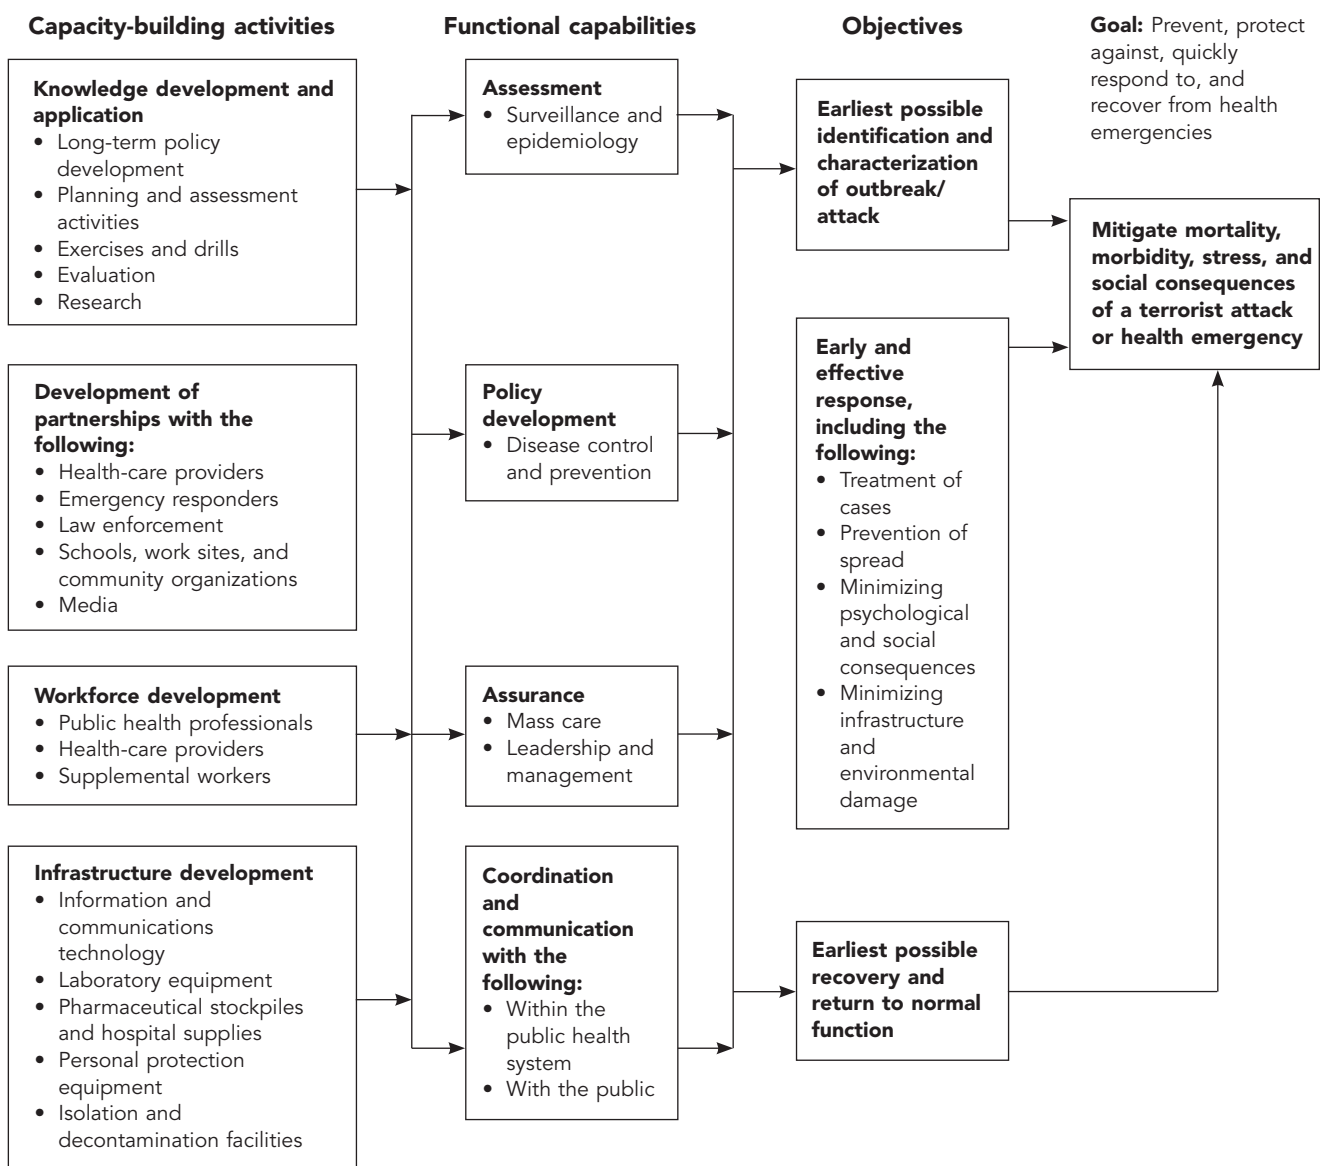 Capacity-building activities
Functional capabilities
Objectives
Goal: Prevent, protect
against, quickly
respond to, and
recover from health
emergencies
Knowledge development and
application
• Long-term policy
development
• Planning and assessment
activities
• Exercises and drills
• Evaluation
• Research
Development of
partnerships with the
following:
• Health-care providers
• Emergency responders
• Law enforcement
• Schools, work sites, and
community organizations
• Media
Workforce development
• Public health professionals
• Health-care providers
• Supplemental workers
Infrastructure development
• Information and
communications
technology
• Laboratory equipment
• Pharmaceutical stockpiles
and hospital supplies
• Personal protection
equipment
• Isolation and
decontamination facilities
Assessment
• Surveillance and
epidemiology
Policy
development
• Disease control
and prevention
Assurance
• Mass care
• Leadership and
management
Coordination
and
communication
with the
following:
• Within the
public health
system
• With the public
Earliest possible
identification and
characterization
of outbreak/
attack
Early and
effective
response,
including the
following:
• Treatment of
cases
• Prevention of
spread
• Minimizing
psychological
and social
consequences
• Minimizing
infrastructure
and
environmental
damage
Earliest possible
recovery and
return to normal
function
Mitigate mortality,
morbidity, stress, and
social consequences
of a terrorist attack
or health emergency